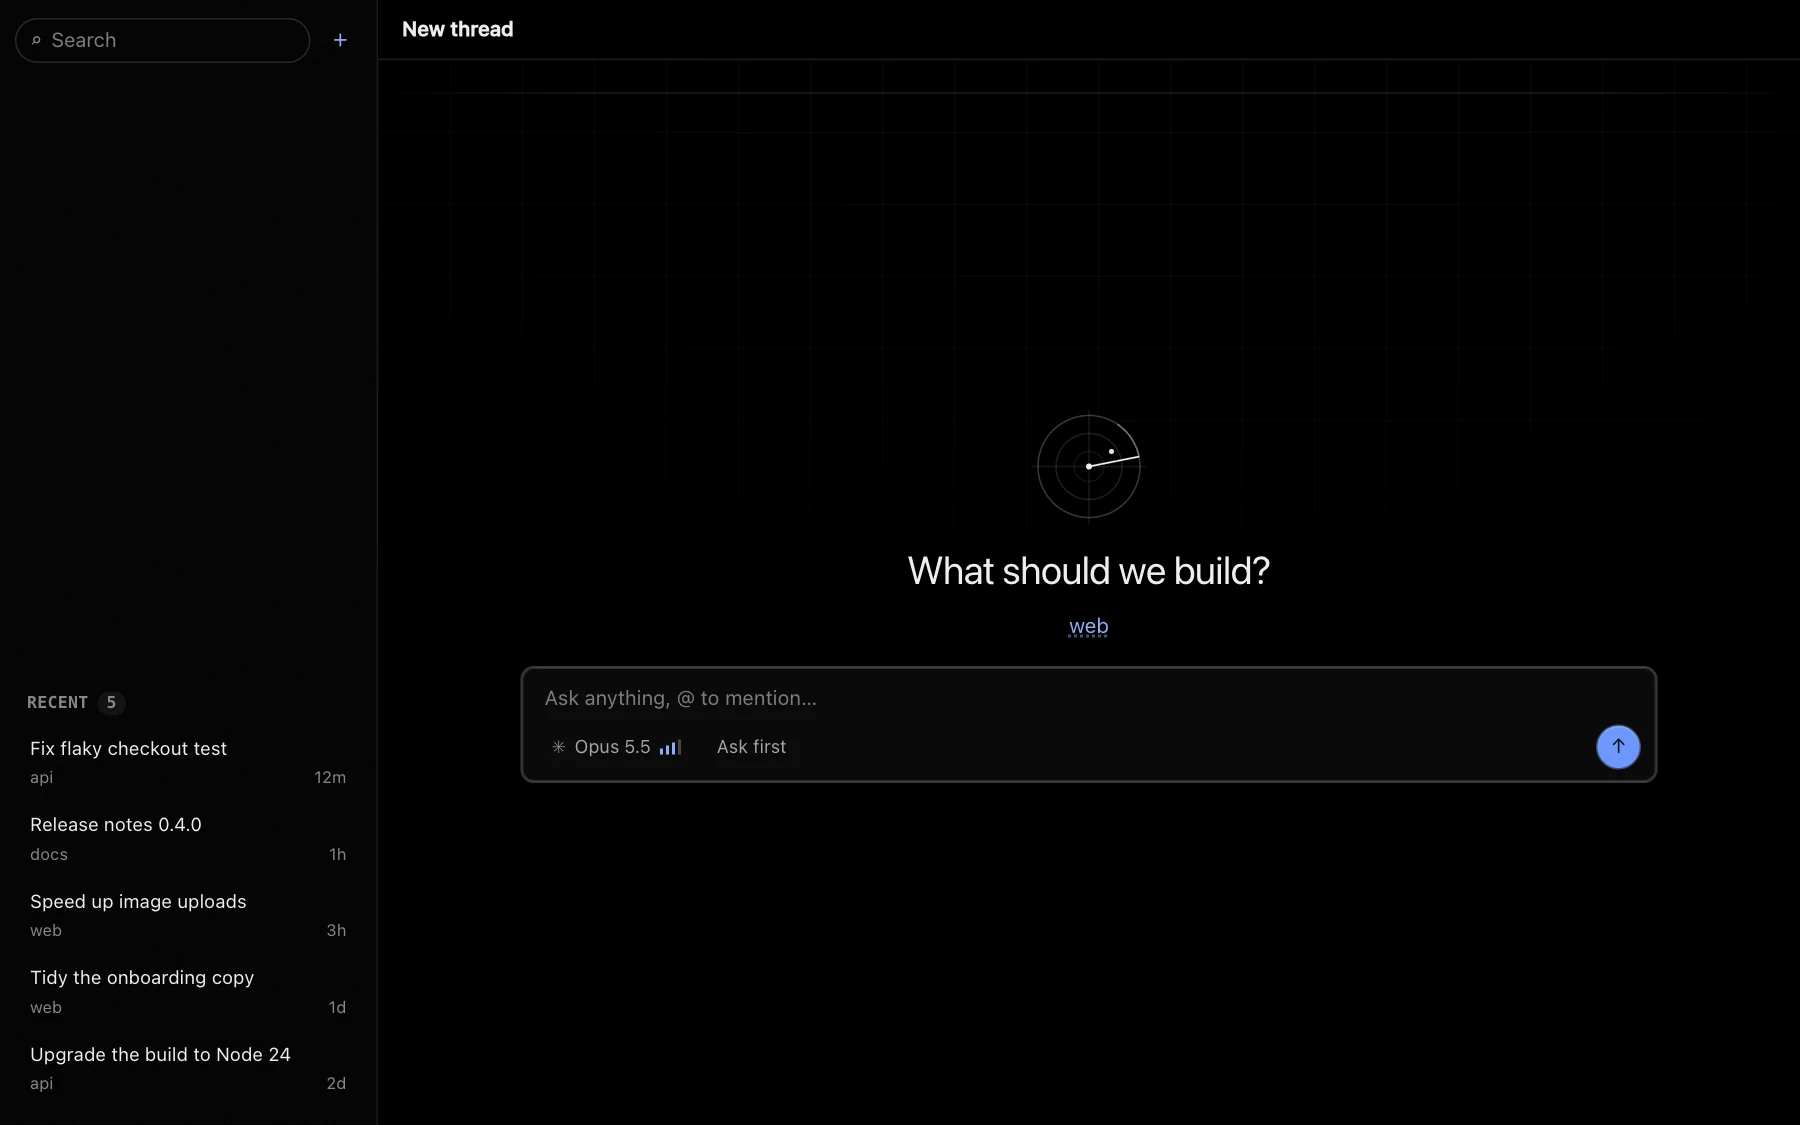 Search
+
New thread
What should we build?
web
Ask anything, @ to mention...
Opus 5.5
Ask first
RECENT 5
Fix flaky checkout test
api 12m
Release notes 0.4.0
docs 1h
Speed up image uploads
web 3h
Tidy the onboarding copy
web 1d
Upgrade the build to Node 24
api 2d